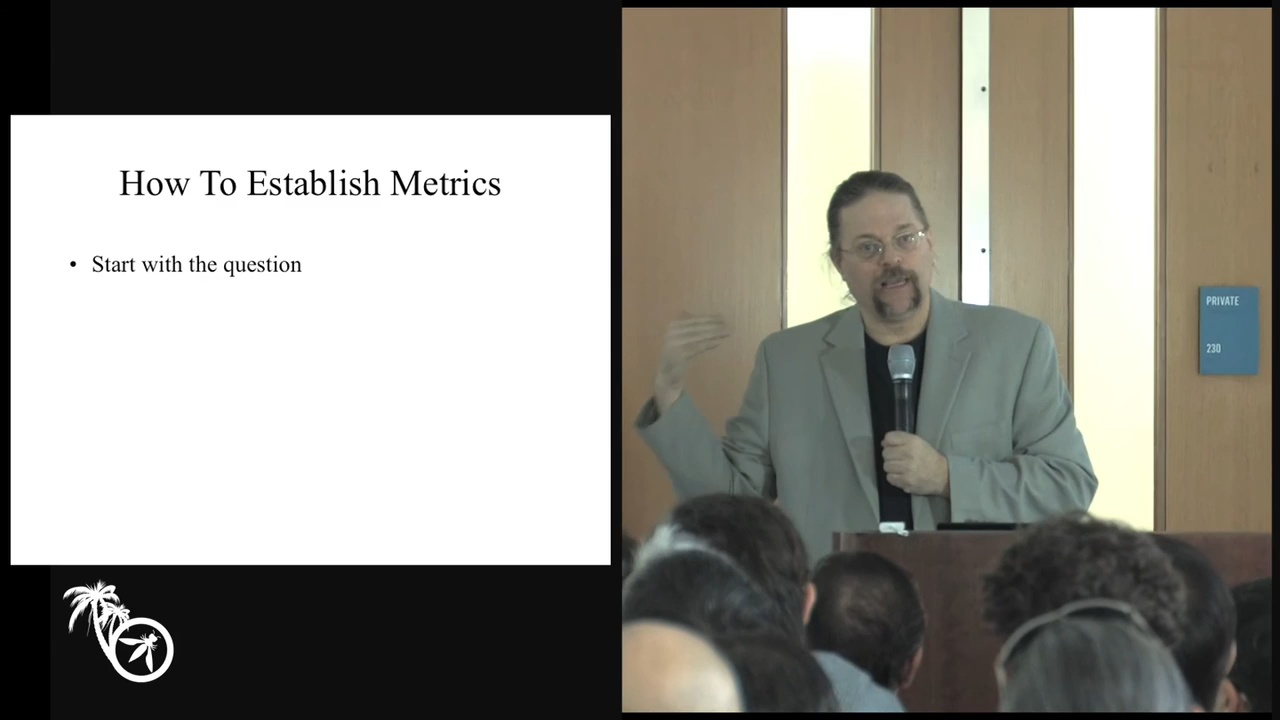 How To Establish Metrics
• Start with the question
PRIVATE
230